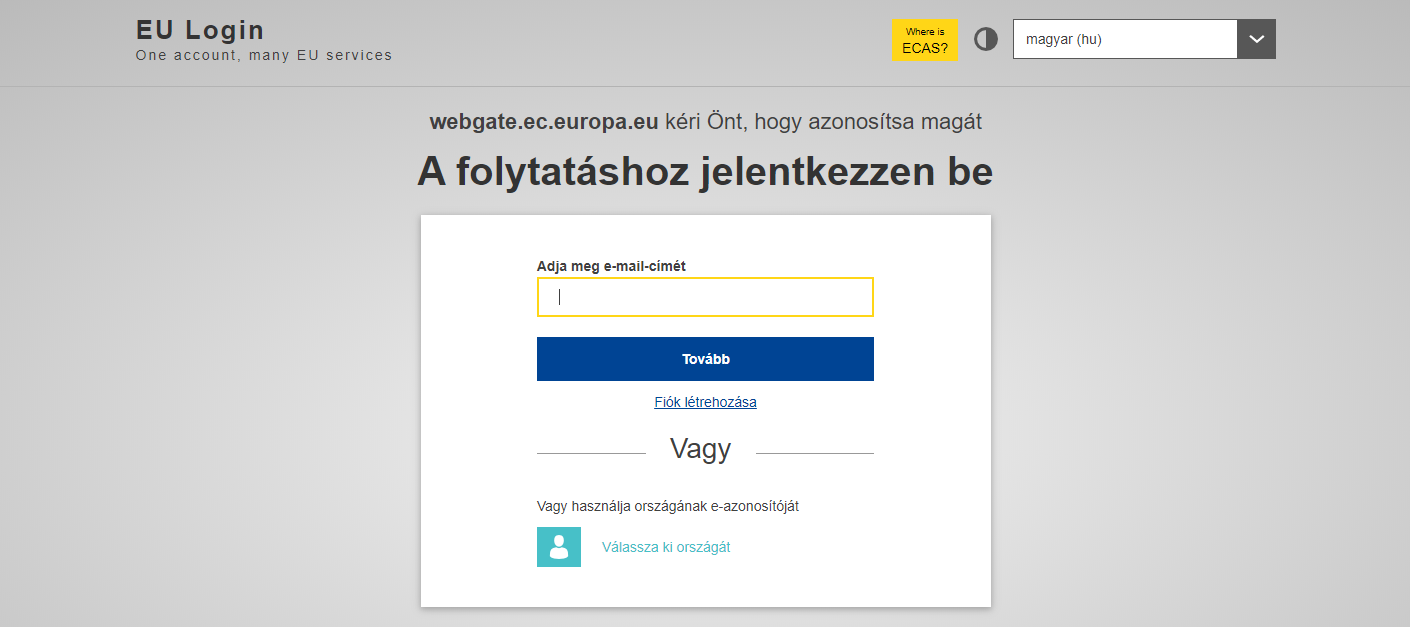 EU Login
One account, many EU services
Where is
ECAS?
magyar (hu)
webgate.ec.europa.eu kéri Önt, hogy azonosítsa magát
A folytatáshoz jelentkezzen be
Adja meg e-mail-címét
Tovább
Fiók létrehozása
Vagy
Vagy használja országának e-azonosítóját
Válassza ki országát